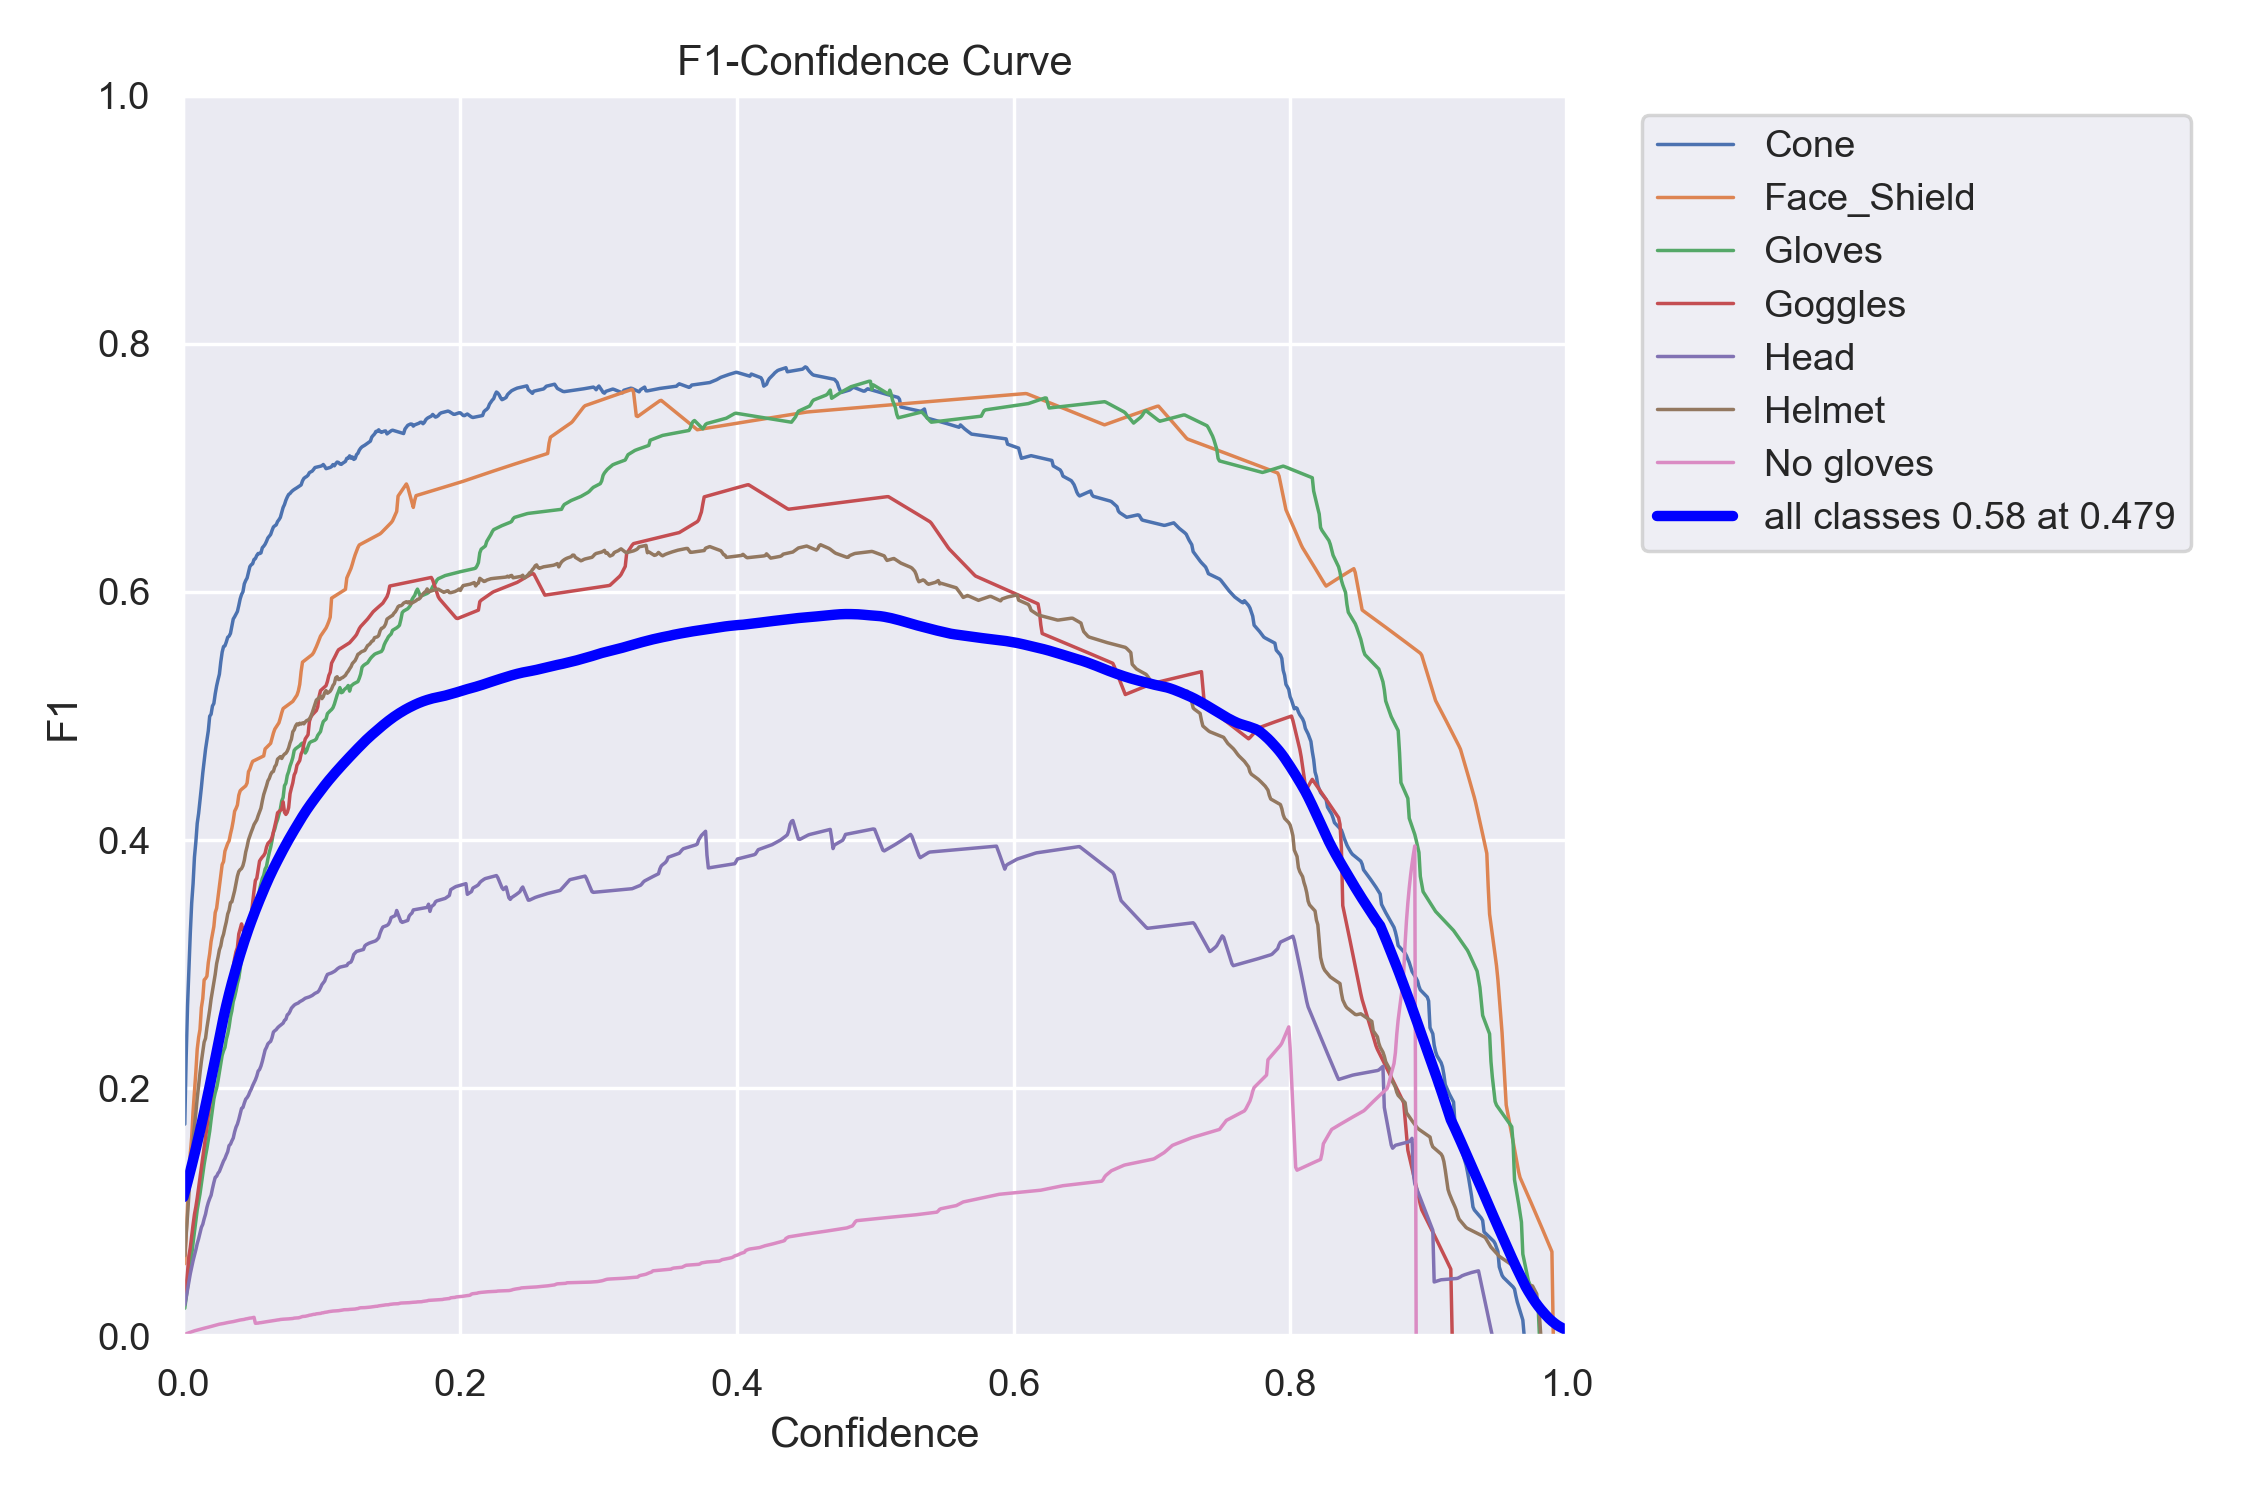 F1-Confidence Curve
1.0
0.8
0.6
0.4
0.2
0.0
F1
0.0 0.2 0.4 0.6 0.8 1.0
Confidence
Cone
Face_Shield
Gloves
Goggles
Head
Helmet
No gloves
all classes 0.58 at 0.479